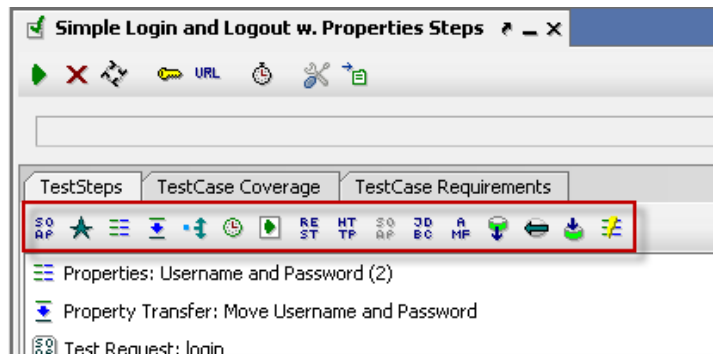 Simple Login and Logout w. Properties Steps
URL
TestSteps TestCase Coverage TestCase Requirements
SO AP RE ST HT TP SO AP JD BC A MF
Properties: Username and Password (2)
Property Transfer: Move Username and Password
Test Request: login